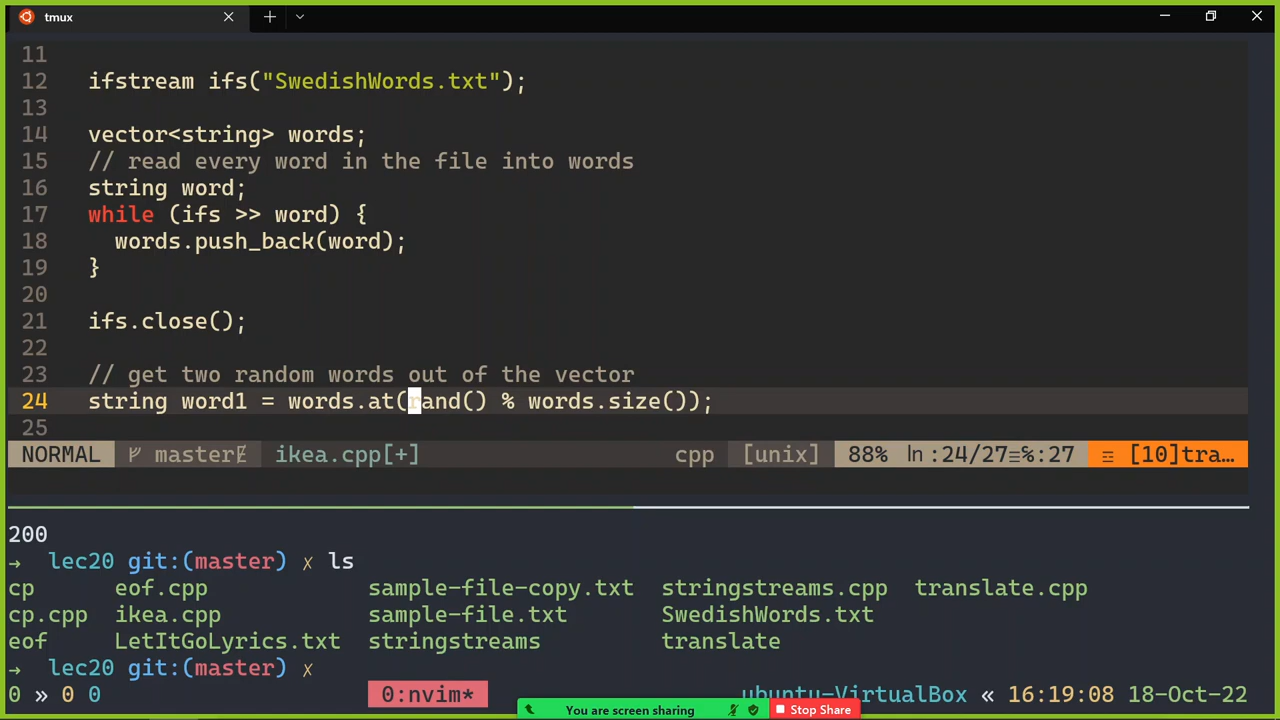 tmux
11
12 ifstream ifs("SwedishWords.txt");
13
14 vector<string> words;
15 // read every word in the file into words
16 string word;
17 while (ifs >> word) {
18 words.push_back(word);
19 }
20
21 ifs.close();
22
23 // get two random words out of the vector
24 string word1 = words.at(rand() % words.size());
25
NORMAL master ikea.cpp[+] cpp [unix] 88% ln :24/27≡%:27 [10]tra…
200
→ lec20 git:(master) ✗ ls
cp eof.cpp sample-file-copy.txt stringstreams.cpp translate.cpp
cp.cpp ikea.cpp sample-file.txt SwedishWords.txt
eof LetItGoLyrics.txt stringstreams translate
→ lec20 git:(master) ✗
0 » 0 0 0:nvim* ubuntu-VirtualBox « 16:19:08 18-Oct-22
You are screen sharing Stop Share